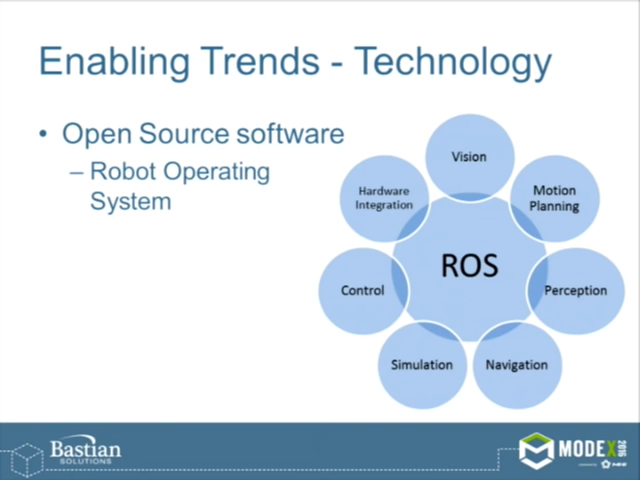 Enabling Trends - Technology
• Open Source software
– Robot Operating
System
Vision
Hardware
Integration
Motion
Planning
ROS
Control
Perception
Simulation
Navigation
Bastian
SOLUTIONS
MODEX
2016